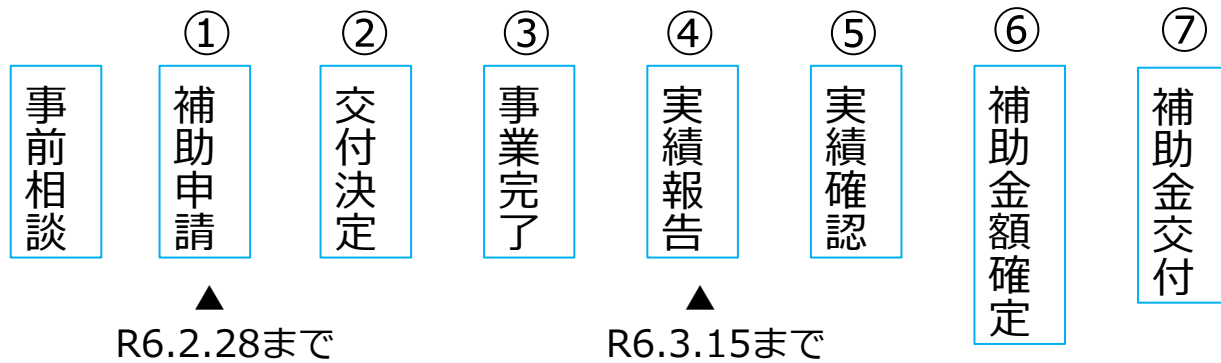 ①
②
③
④
⑤
⑥
⑦
事前相談
補助申請
交付決定
事業完了
実績報告
実績確認
補助金額確定
補助金交付
▲
▲
R6.2.28まで
R6.3.15まで